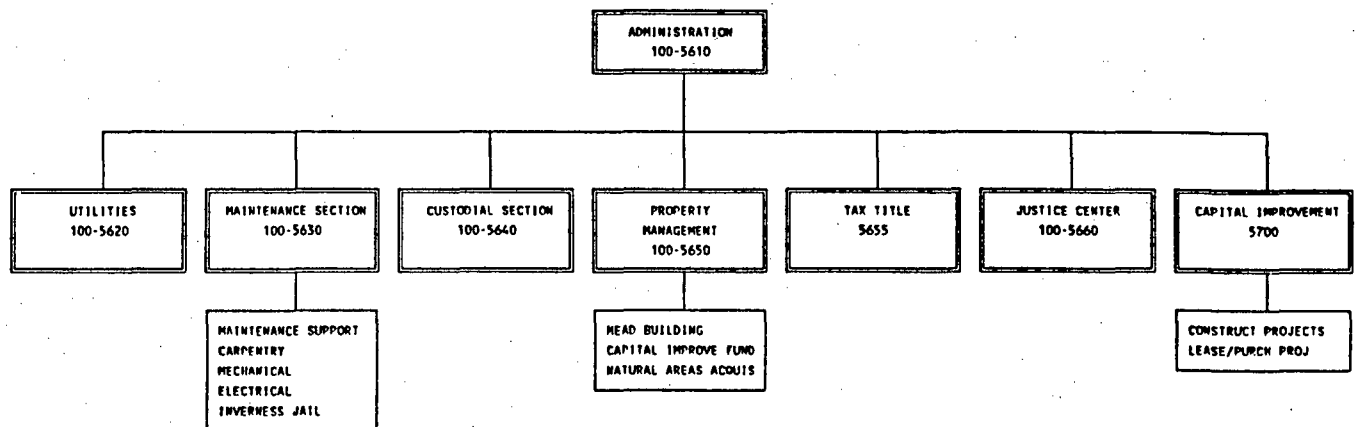 ADMINISTRATION
100-5610
UTILITIES
100-5620
MAINTENANCE SECTION
100-5630
CUSTODIAL SECTION
100-5640
PROPERTY
MANAGEMENT
100-5650
TAX TITLE
5655
JUSTICE CENTER
100-5660
CAPITAL IMPROVEMENT
5700
MAINTENANCE SUPPORT
CARPENTRY
MECHANICAL
ELECTRICAL
INVERNESS JAIL
MEAD BUILDING
CAPITAL IMPROVE FUND
NATURAL AREAS ACQUIS
CONSTRUCT PROJECTS
LEASE/PURCH PROJ